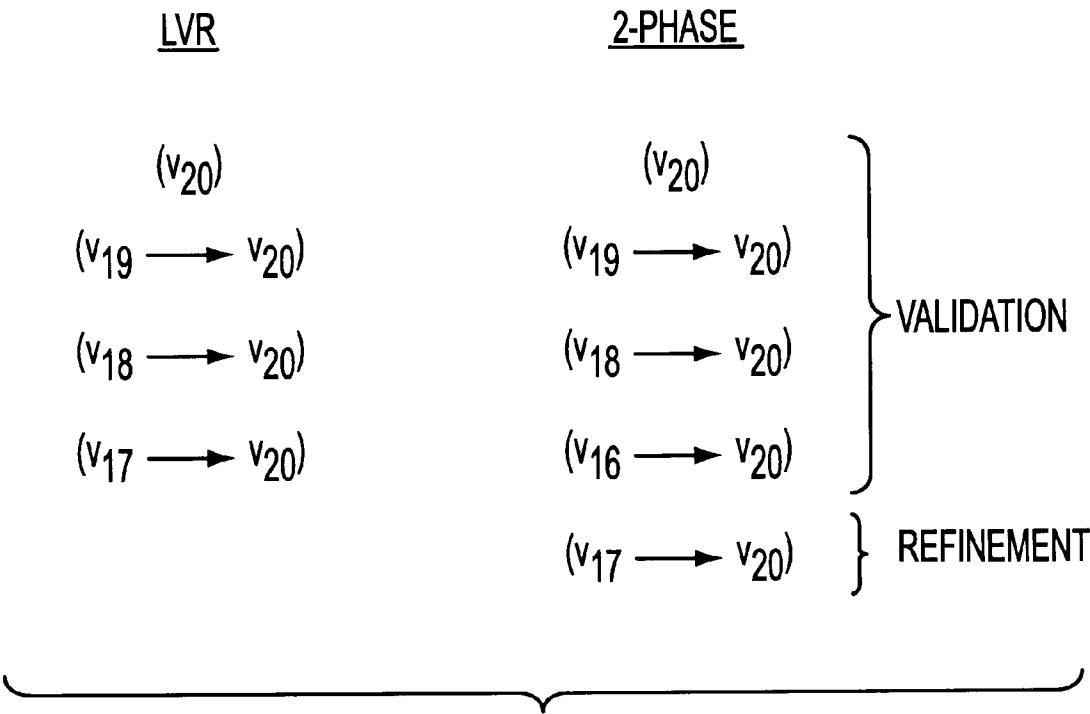 LVR 2-PHASE
(v20) (v20)
(v19 → v20) (v19 → v20)
(v18 → v20) (v18 → v20)
VALIDATION
(v17 → v20) (v16 → v20)
(v17 → v20) REFINEMENT